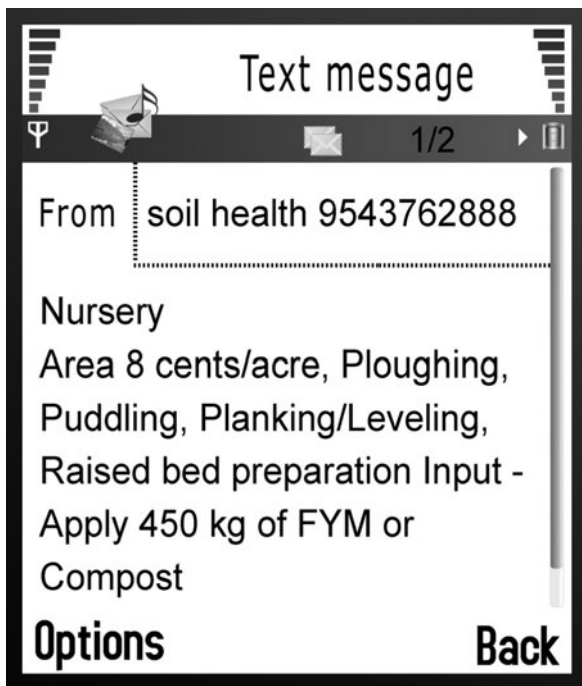 Text message
1/2
From soil health 9543762888
Nursery
Area 8 cents/acre, Ploughing,
Puddling, Planking/Leveling,
Raised bed preparation Input -
Apply 450 kg of FYM or
Compost
Options Back